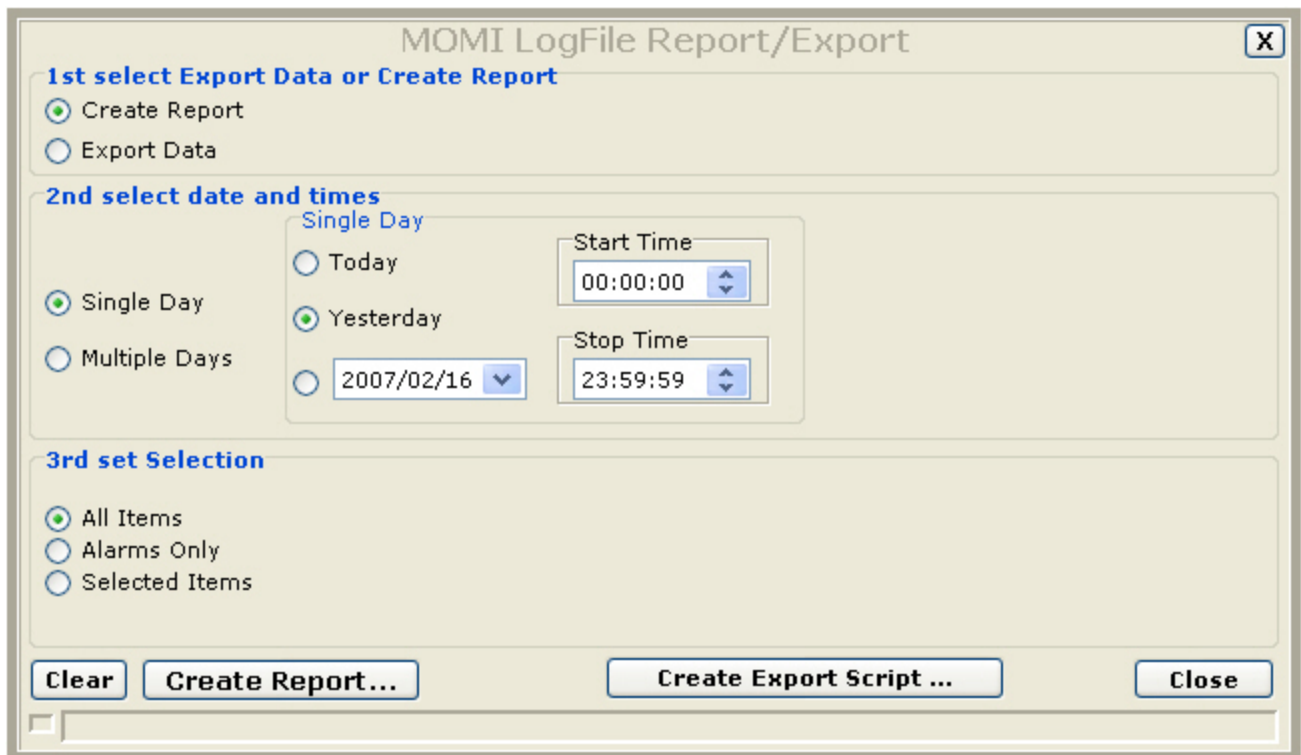 MOMI LogFile Report/Export
X
1st select Export Data or Create Report
Create Report
Export Data
2nd select date and times
Single Day
Multiple Days
Single Day
Today
Yesterday
2007/02/16
Start Time
00:00:00
Stop Time
23:59:59
3rd set Selection
All Items
Alarms Only
Selected Items
Clear
Create Report...
Create Export Script ...
Close